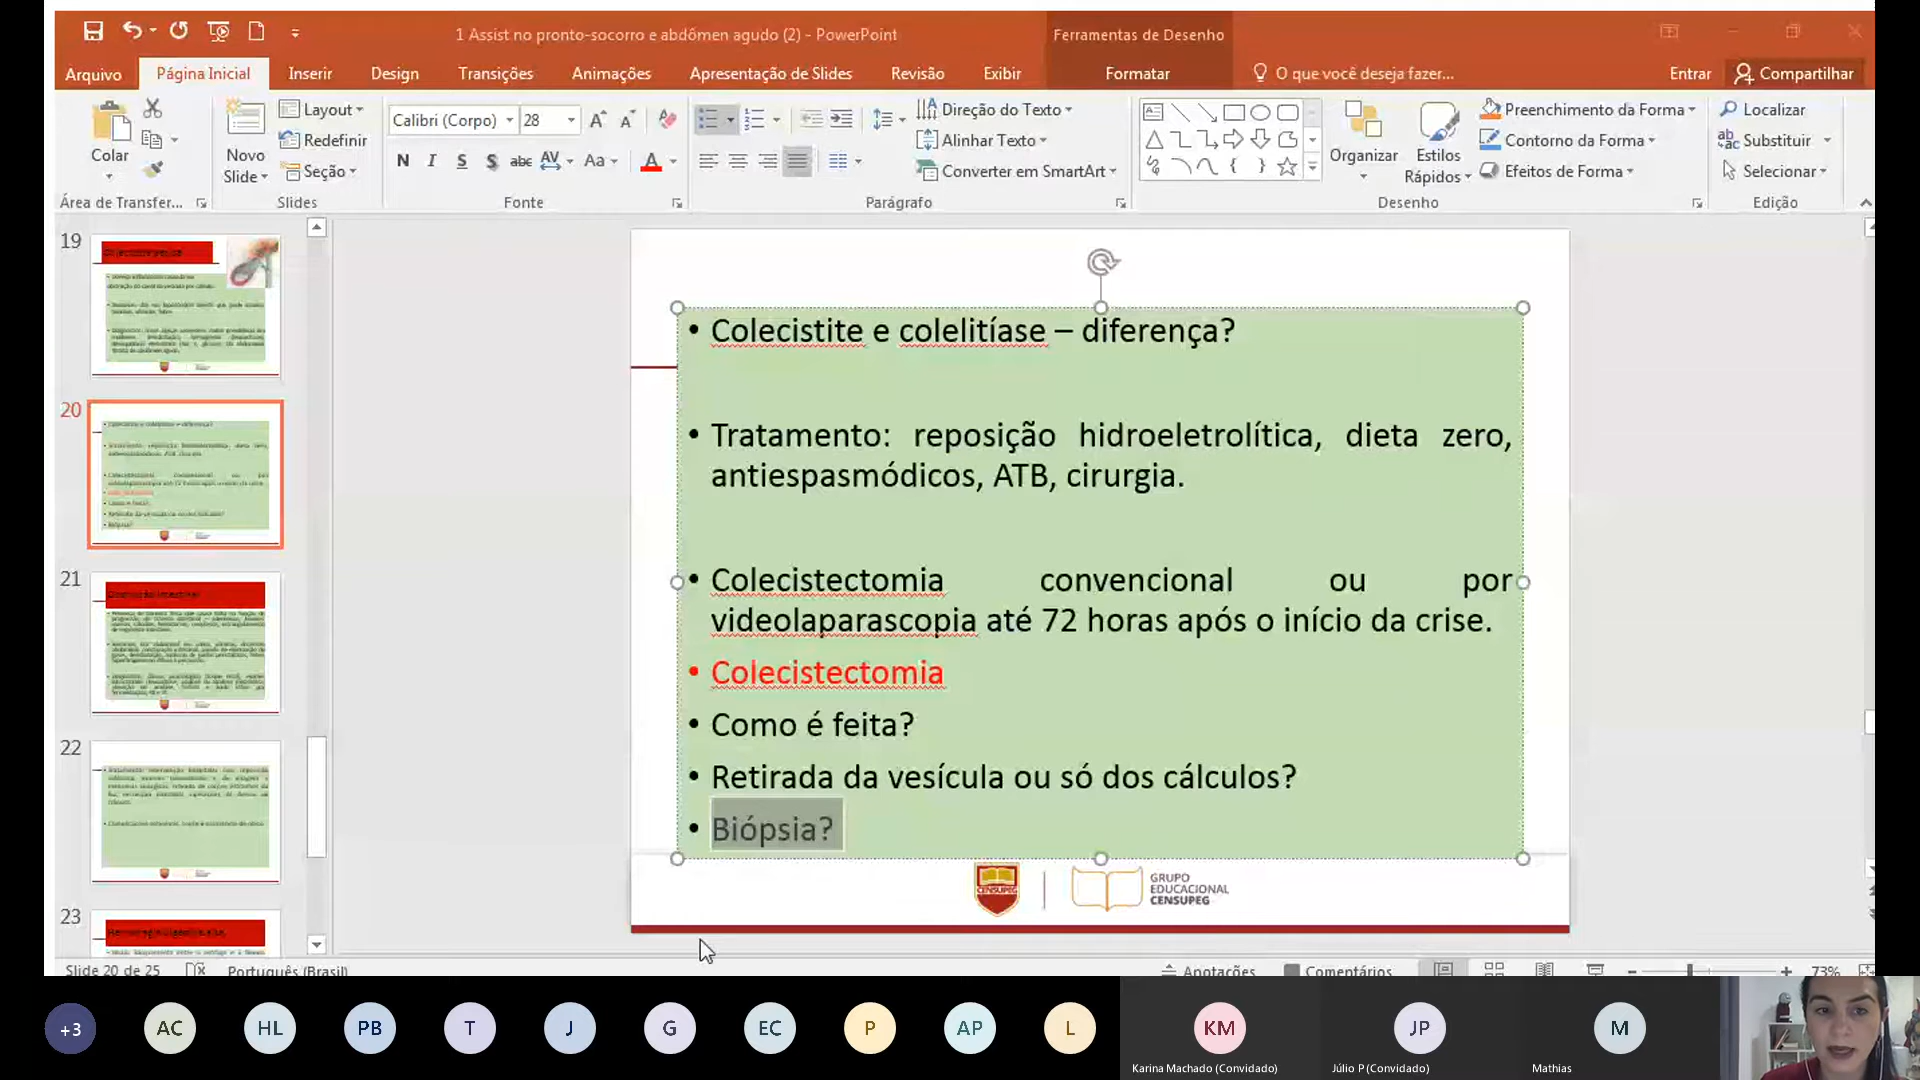 1 Assist no pronto-socorro e abdômen agudo (2) - PowerPoint
Ferramentas de Desenho
Arquivo
Página Inicial
Inserir
Design
Transições
Animações
Apresentação de Slides
Revisão
Exibir
Formatar
O que você deseja fazer...
Entrar
Compartilhar
Colar
Novo
Slide
Layout
Redefinir
Seção
Calibri (Corpo)
28
N I S S abc AV Aa A
Direção do Texto
Alinhar Texto
Converter em SmartArt
Organizar
Estilos
Rápidos
Preenchimento da Forma
Contorno da Forma
Efeitos de Forma
Localizar
Substituir
Selecionar
Área de Transfer...
Slides
Fonte
Parágrafo
Desenho
Edição
19
20
21
22
23
• Colecistite e colelitíase – diferença?
• Tratamento: reposição hidroeletrolítica, dieta zero,
antiespasmódicos, ATB, cirurgia.
• Colecistectomia convencional ou por
videolaparascopia até 72 horas após o início da crise.
• Colecistectomia
• Como é feita?
• Retirada da vesícula ou só dos cálculos?
• Biópsia?
CENSUPEG
GRUPO
EDUCACIONAL
CENSUPEG
Slide 20 de 25
Português (Brasil)
Anotações
Comentários
73%
+3
AC
HL
PB
T
J
G
EC
P
AP
L
KM
JP
M
Karina Machado (Convidado)
Júlio P (Convidado)
Mathias